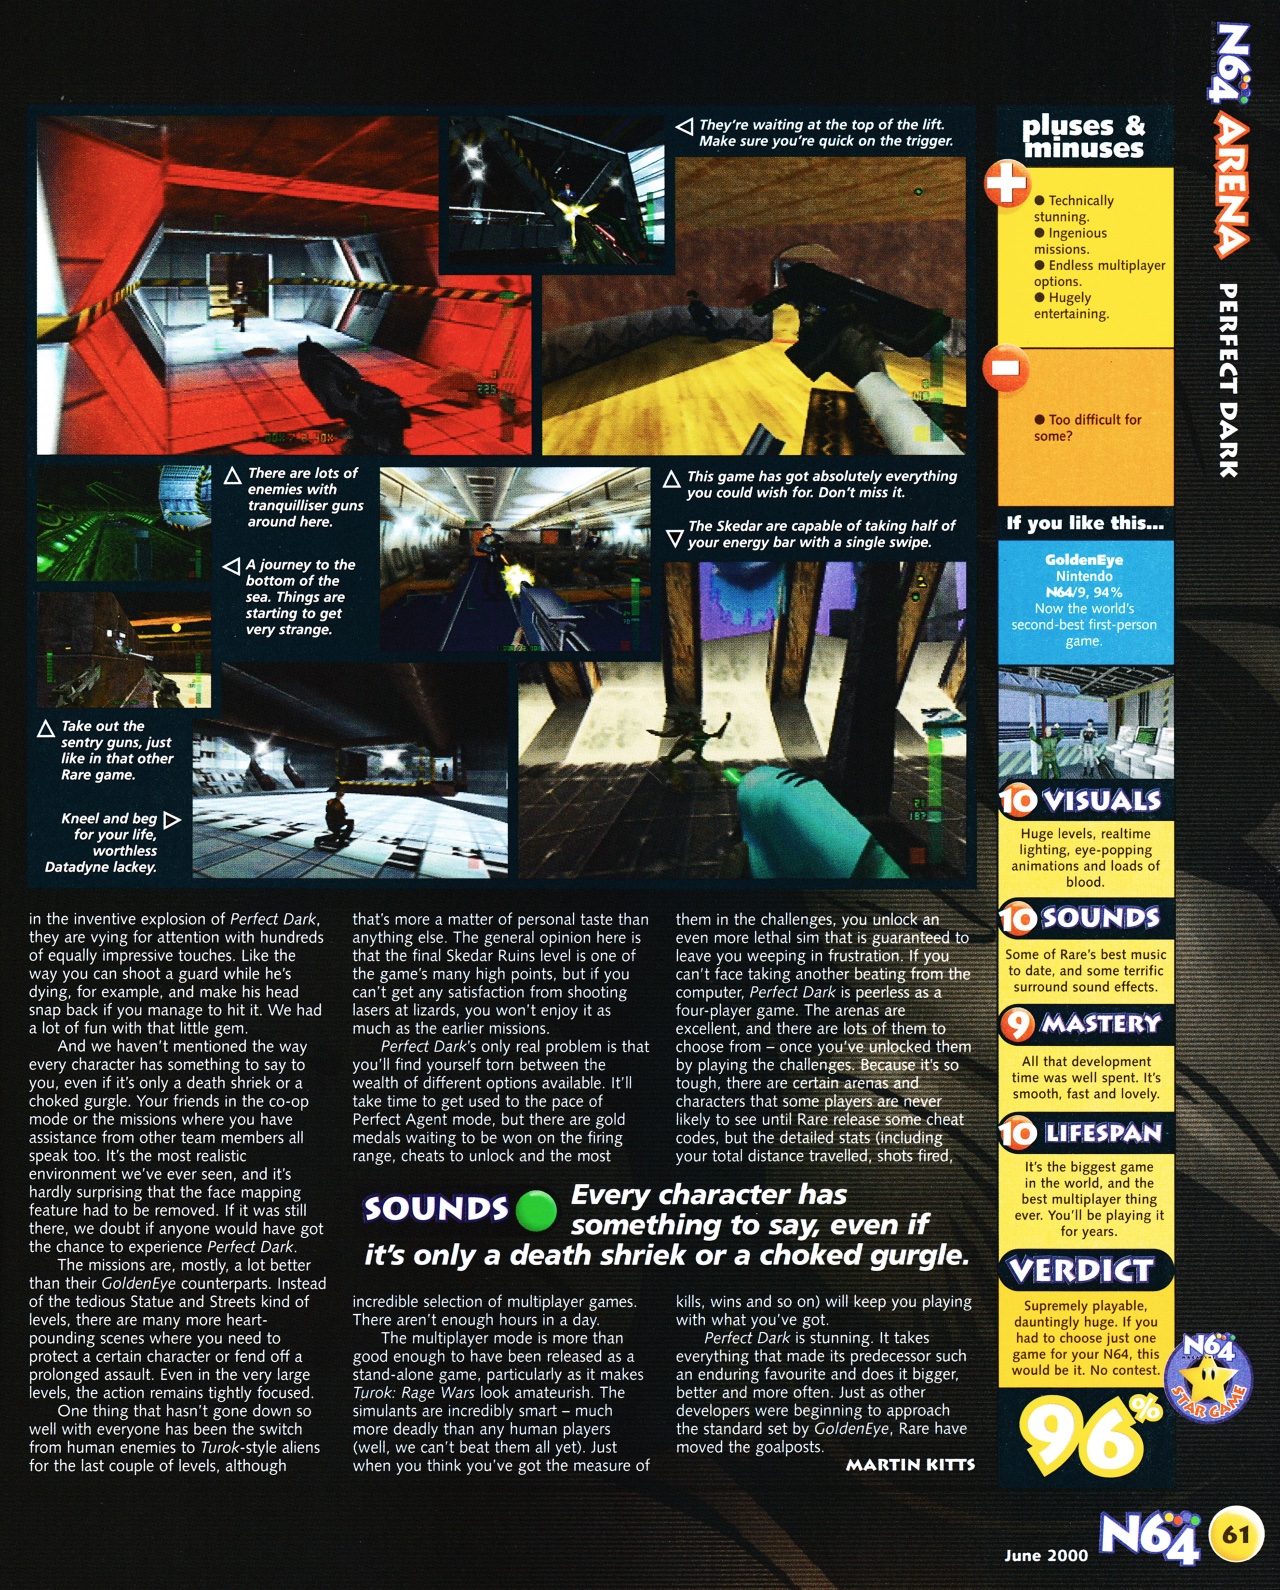 N64 ARENA PERFECT DARK
They're waiting at the top of the lift.
Make sure you're quick on the trigger.
There are lots of
enemies with
tranquilliser guns
around here.
A journey to the
bottom of the
sea. Things are
starting to get
very strange.
This game has got absolutely everything
you could wish for. Don't miss it.
The Skedar are capable of taking half of
your energy bar with a single swipe.
Take out the
sentry guns, just
like in that other
Rare game.
Kneel and beg
for your life,
worthless
Datadyne lackey.
in the inventive explosion of Perfect Dark,
they are vying for attention with hundreds
of equally impressive touches. Like the
way you can shoot a guard while he's
dying, for example, and make his head
snap back if you manage to hit it. We had
a lot of fun with that little gem.
And we haven't mentioned the way
every character has something to say to
you, even if it's only a death shriek or a
choked gurgle. Your friends in the co-op
mode or the missions where you have
assistance from other team members all
speak too. It's the most realistic
environment we've ever seen, and it's
hardly surprising that the face mapping
feature had to be removed. If it was still
there, we doubt if anyone would have got
the chance to experience Perfect Dark.
The missions are, mostly, a lot better
than their GoldenEye counterparts. Instead
of the tedious Statue and Streets kind of
levels, there are many more heart-
pounding scenes where you need to
protect a certain character or fend off a
prolonged assault. Even in the very large
levels, the action remains tightly focused.
One thing that hasn't gone down so
well with everyone has been the switch
from human enemies to Turok-style aliens
for the last couple of levels, although
that's more a matter of personal taste than
anything else. The general opinion here is
that the final Skedar Ruins level is one of
the game's many high points, but if you
can't get any satisfaction from shooting
lasers at lizards, you won't enjoy it as
much as the earlier missions.
Perfect Dark's only real problem is that
you'll find yourself torn between the
wealth of different options available. It'll
take time to get used to the pace of
Perfect Agent mode, but there are gold
medals waiting to be won on the firing
range, cheats to unlock and the most
SOUNDS Every character has
something to say, even if
it's only a death shriek or a choked gurgle.
incredible selection of multiplayer games.
There aren't enough hours in a day.
The multiplayer mode is more than
good enough to have been released as a
stand-alone game, particularly as it makes
Turok: Rage Wars look amateurish. The
simulants are incredibly smart – much
more deadly than any human players
(well, we can't beat them all yet). Just
when you think you've got the measure of
them in the challenges, you unlock an
even more lethal sim that is guaranteed to
leave you weeping in frustration. If you
can't face taking another beating from the
computer, Perfect Dark is peerless as a
four-player game. The arenas are
excellent, and there are lots of them to
choose from – once you've unlocked them
by playing the challenges. Because it's so
tough, there are certain arenas and
characters that some players are never
likely to see until Rare release some cheat
codes, but the detailed stats (including
your total distance travelled, shots fired,
kills, wins and so on) will keep you playing
with what you've got.
Perfect Dark is stunning. It takes
everything that made its predecessor such
an enduring favourite and does it bigger,
better and more often. Just as other
developers were beginning to approach
the standard set by GoldenEye, Rare have
moved the goalposts.
MARTIN KITTS
pluses &
minuses
+
● Technically
stunning.
● Ingenious
missions.
● Endless multiplayer
options.
● Hugely
entertaining.
–
● Too difficult for
some?
If you like this...
GoldenEye
Nintendo
N64/9, 94%
Now the world's
second-best first-person
game.
10 VISUALS
Huge levels, realtime
lighting, eye-popping
animations and loads of
blood.
10 SOUNDS
Some of Rare's best music
to date, and some terrific
surround sound effects.
9 MASTERY
All that development
time was well spent. It's
smooth, fast and lovely.
10 LIFESPAN
It's the biggest game
in the world, and the
best multiplayer thing
ever. You'll be playing it
for years.
VERDICT
Supremely playable,
dauntingly huge. If you
had to choose just one
game for your N64, this
would be it. No contest.
96%
N64
STAR GAME
June 2000 N64 61